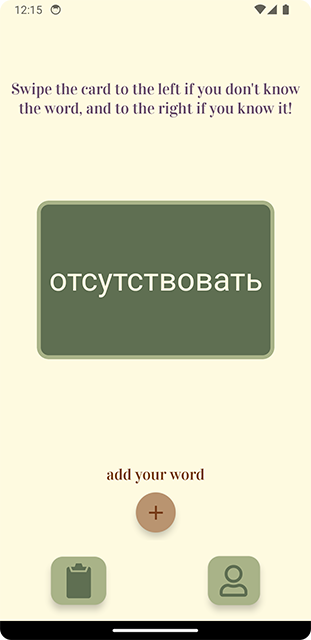 12:15
Swipe the card to the left if you don't know
the word, and to the right if you know it!
отсутствовать
add your word
+